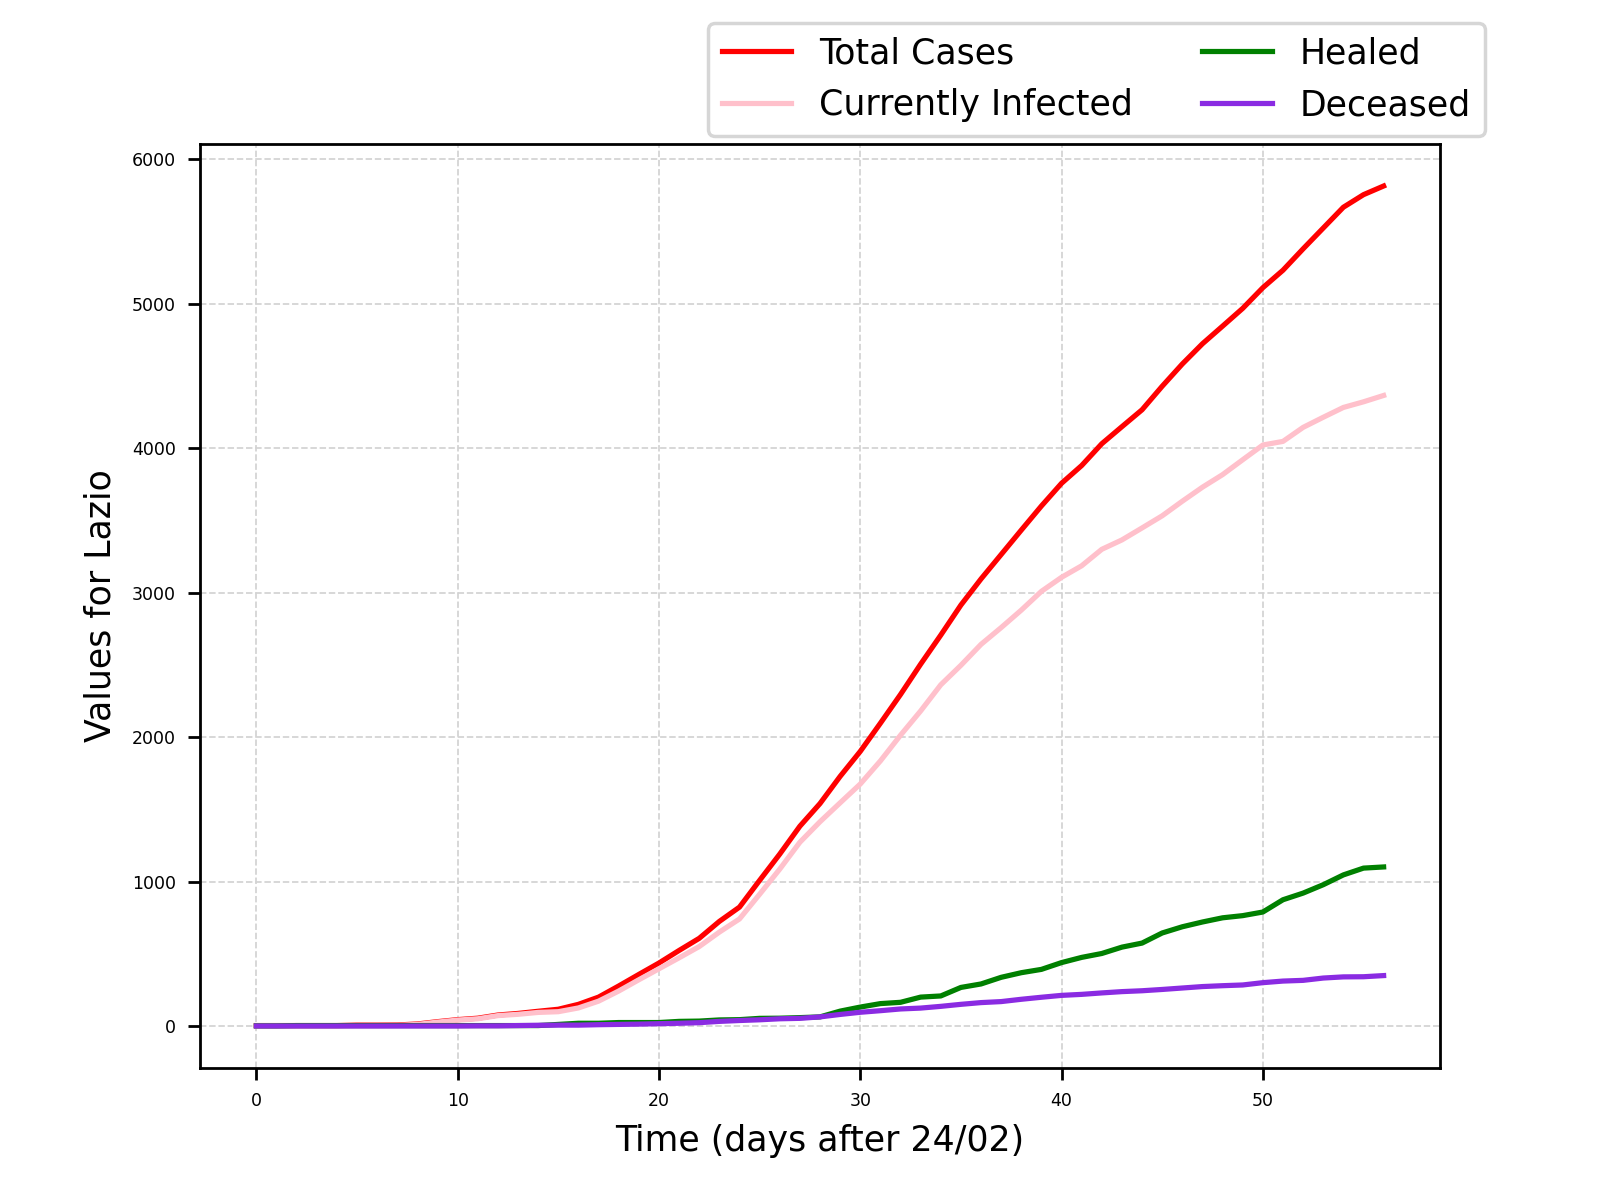 Total Cases Healed
Currently Infected Deceased
6000
5000
4000
3000
2000
1000
0
Values for Lazio
0 10 20 30 40 50
Time (days after 24/02)